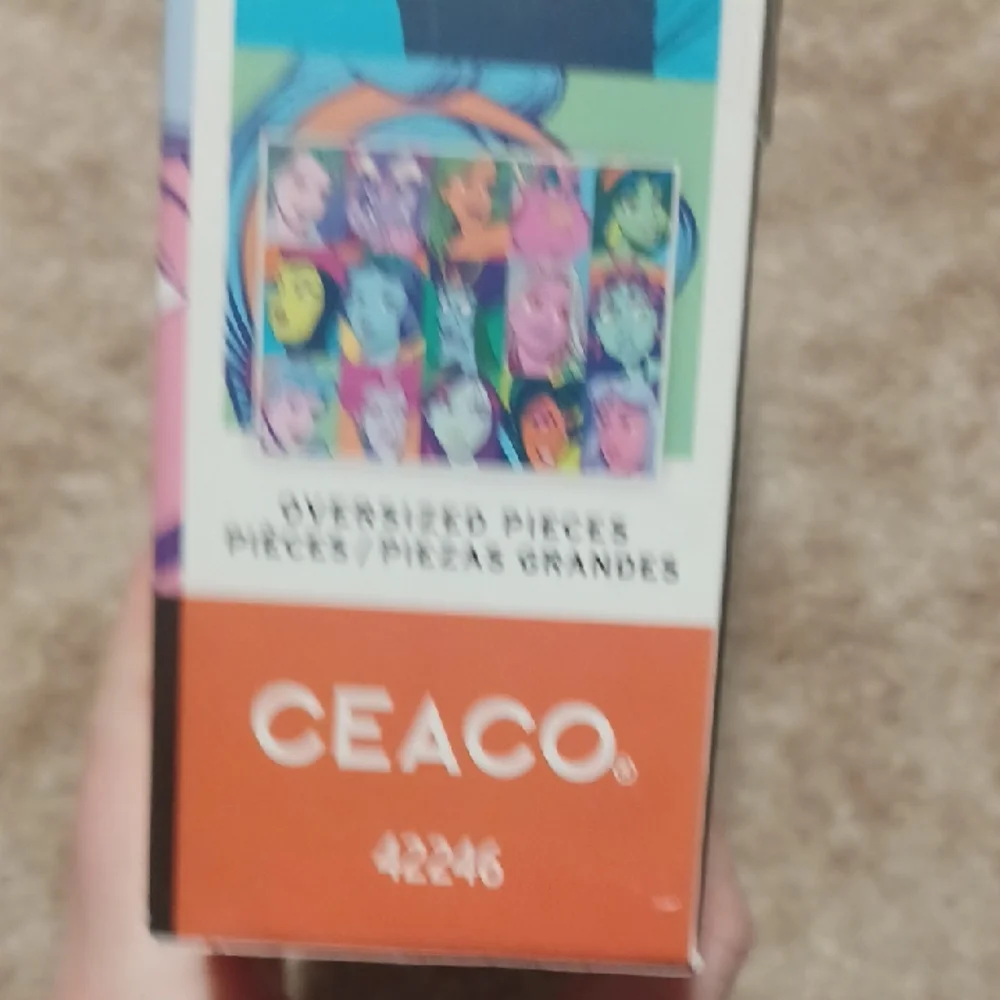 OVERSIZED PIECES
PIÈCES / PIEZAS GRANDES
CEACO®
42246